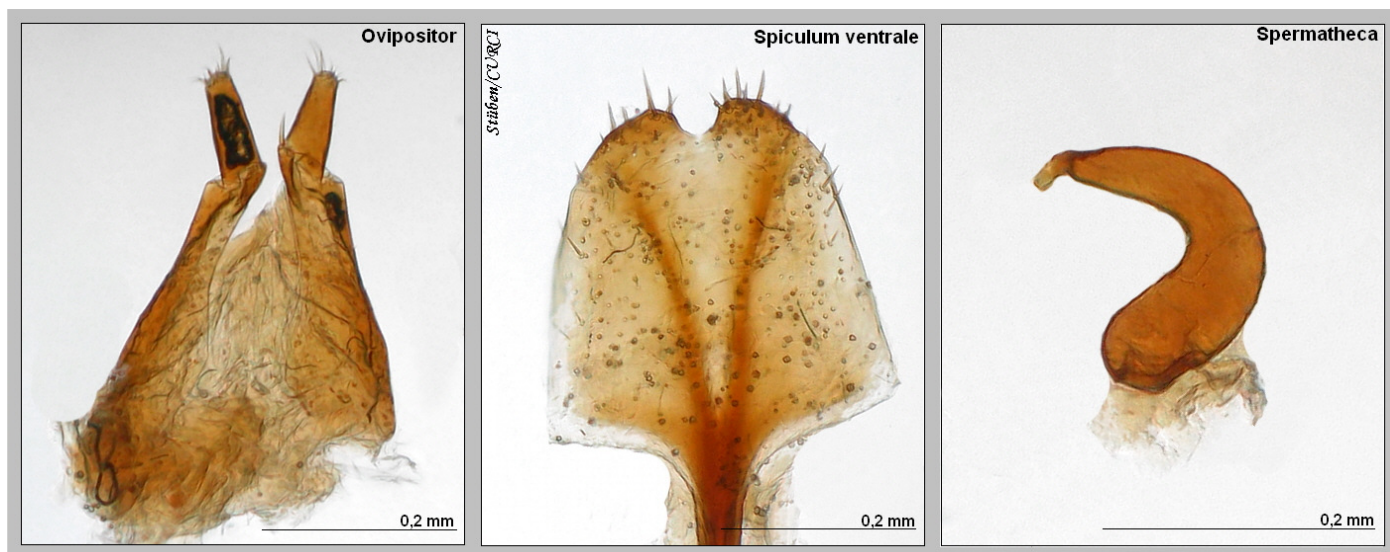 Ovipositor
0,2 mm
Stüben/CURCI
Spiculum ventrale
0,2 mm
Spermatheca
0,2 mm